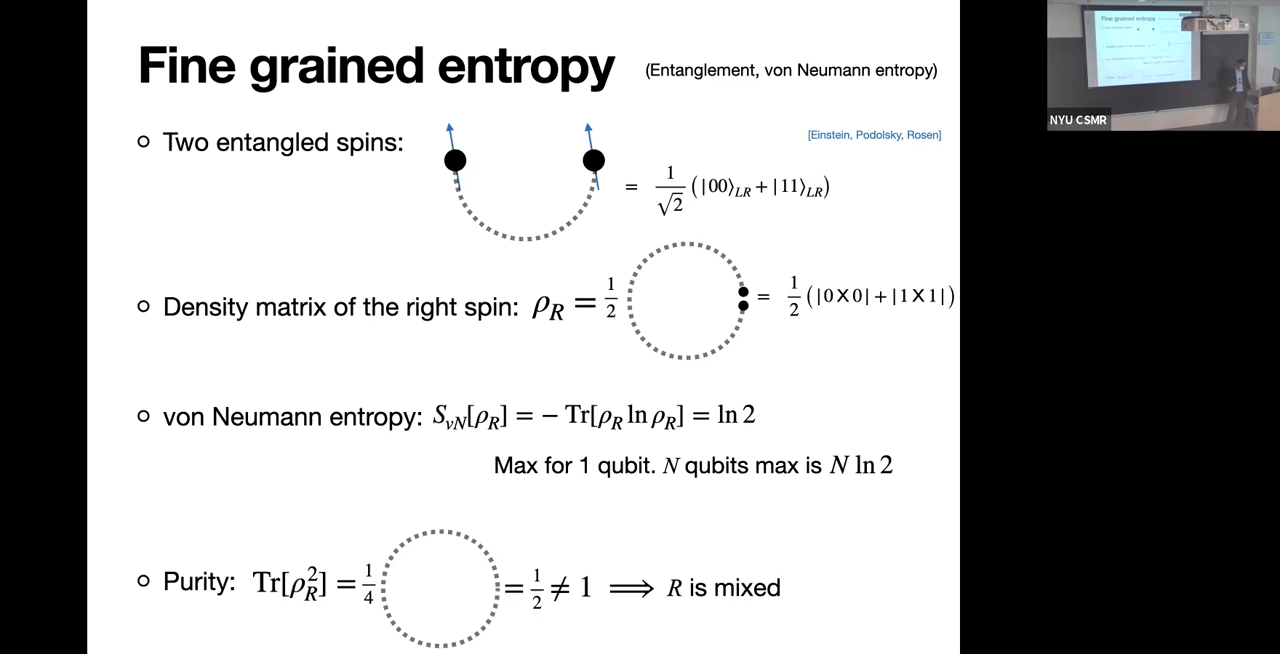 Fine grained entropy (Entanglement, von Neumann entropy)
Two entangled spins:
[Einstein, Podolsky, Rosen]
= 1/√2 (|00⟩_LR + |11⟩_LR)
Density matrix of the right spin: ρ_R = 1/2 = 1/2 (|0⟩⟨0| + |1⟩⟨1|)
von Neumann entropy: S_vN[ρ_R] = − Tr[ρ_R ln ρ_R] = ln 2
Max for 1 qubit. N qubits max is N ln 2
Purity: Tr[ρ_R^2] = 1/4 = 1/2 ≠ 1 ⟹ R is mixed
Fine grained entropy
NYU CSMR